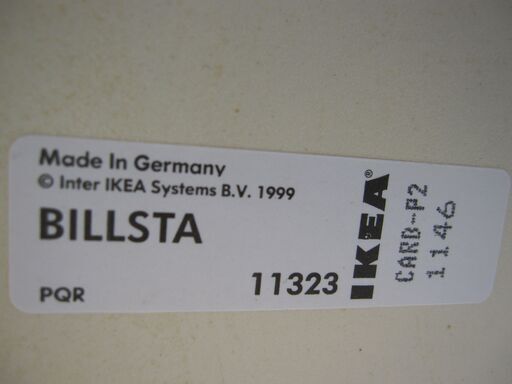 Made In Germany
© Inter IKEA Systems B.V. 1999
BILLSTA
PQR
11323
IKEA®
CARD-P2
1146